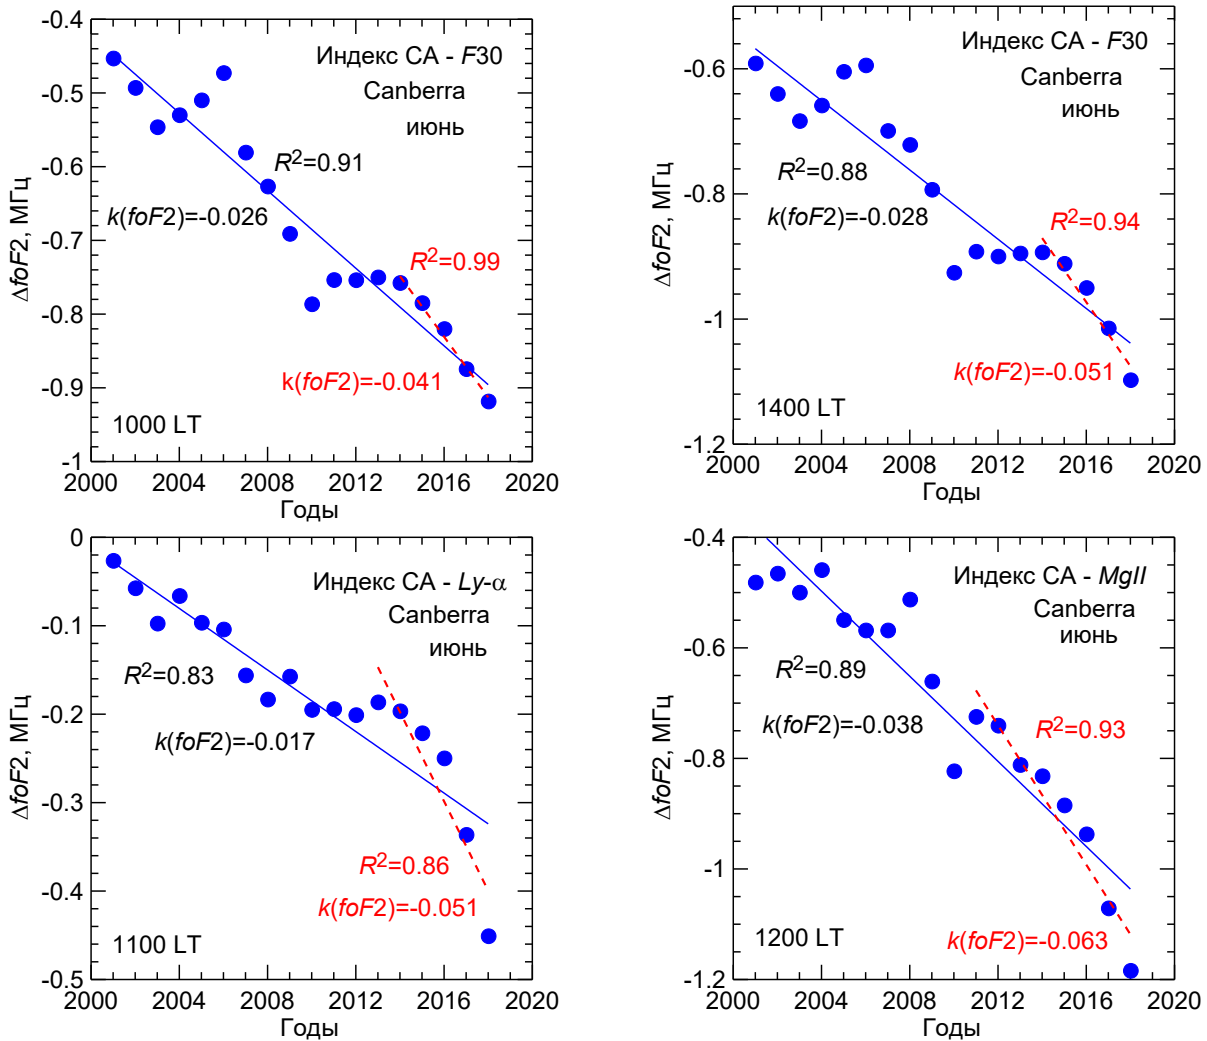 -0.4
-0.5
-0.6
-0.7
-0.8
-0.9
-1
ΔfoF2, МГц
Индекс СА - F30
Canberra
июнь
R2=0.91
k(foF2)=-0.026
R2=0.99
k(foF2)=-0.041
1000 LT
2000 2004 2008 2012 2016 2020
Годы
-0.6
-0.8
-1
-1.2
ΔfoF2, МГц
Индекс СА - F30
Canberra
июнь
R2=0.88
k(foF2)=-0.028
R2=0.94
k(foF2)=-0.051
1400 LT
2000 2004 2008 2012 2016 2020
Годы
0
-0.1
-0.2
-0.3
-0.4
-0.5
ΔfoF2, МГц
Индекс СА - Ly-α
Canberra
июнь
R2=0.83
k(foF2)=-0.017
R2=0.86
k(foF2)=-0.051
1100 LT
2000 2004 2008 2012 2016 2020
Годы
-0.4
-0.6
-0.8
-1
-1.2
ΔfoF2, МГц
Индекс СА - MgII
Canberra
июнь
R2=0.89
k(foF2)=-0.038
R2=0.93
k(foF2)=-0.063
1200 LT
2000 2004 2008 2012 2016 2020
Годы